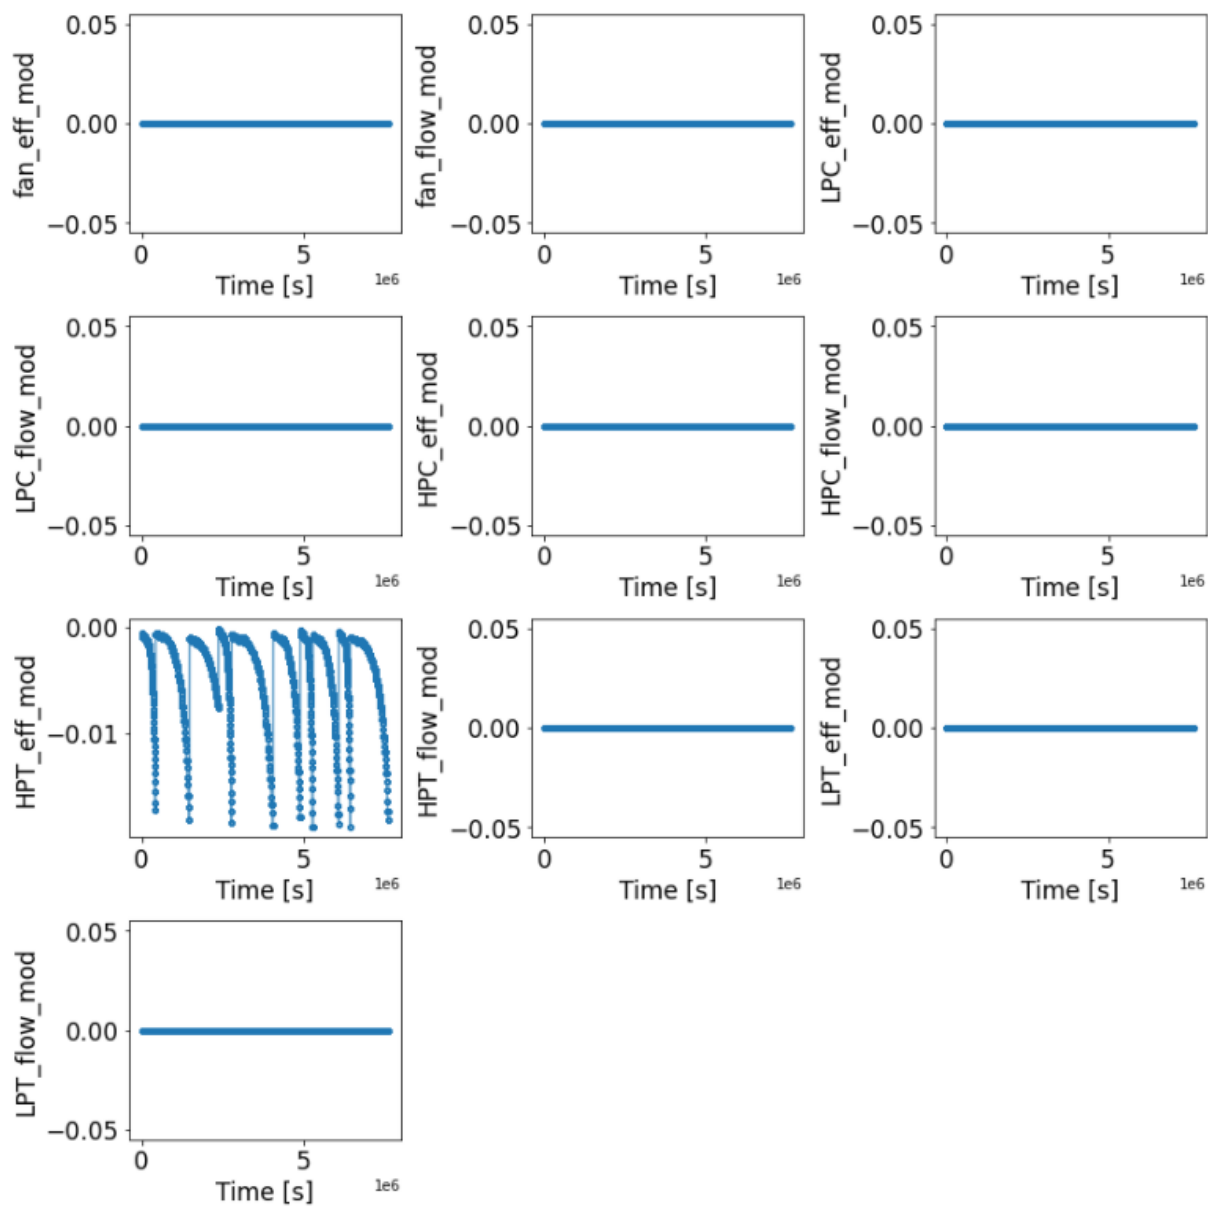 fan_eff_mod
0.05
0.00
−0.05
0
5
1e6
Time [s]
fan_flow_mod
0.05
0.00
−0.05
0
5
1e6
Time [s]
LPC_eff_mod
0.05
0.00
−0.05
0
5
1e6
Time [s]
LPC_flow_mod
0.05
0.00
−0.05
0
5
1e6
Time [s]
HPC_eff_mod
0.05
0.00
−0.05
0
5
1e6
Time [s]
HPC_flow_mod
0.05
0.00
−0.05
0
5
1e6
Time [s]
HPT_eff_mod
0.00
−0.01
0
5
1e6
Time [s]
HPT_flow_mod
0.05
0.00
−0.05
0
5
1e6
Time [s]
LPT_eff_mod
0.05
0.00
−0.05
0
5
1e6
Time [s]
LPT_flow_mod
0.05
0.00
−0.05
0
5
1e6
Time [s]